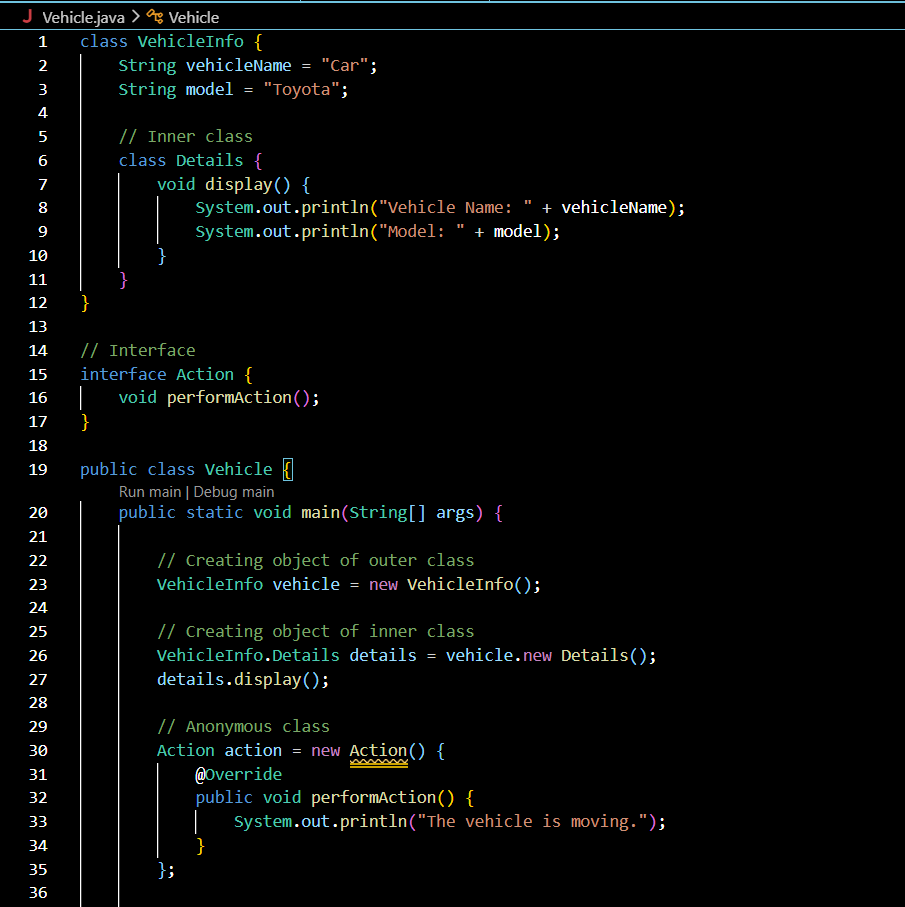 Vehicle.java > Vehicle
1 class VehicleInfo {
2     String vehicleName = "Car";
3     String model = "Toyota";
4
5     // Inner class
6     class Details {
7         void display() {
8             System.out.println("Vehicle Name: " + vehicleName);
9             System.out.println("Model: " + model);
10         }
11     }
12 }
13
14 // Interface
15 interface Action {
16     void performAction();
17 }
18
19 public class Vehicle {
Run main | Debug main
20     public static void main(String[] args) {
21
22         // Creating object of outer class
23         VehicleInfo vehicle = new VehicleInfo();
24
25         // Creating object of inner class
26         VehicleInfo.Details details = vehicle.new Details();
27         details.display();
28
29         // Anonymous class
30         Action action = new Action() {
31             @Override
32             public void performAction() {
33                 System.out.println("The vehicle is moving.");
34             }
35         };
36